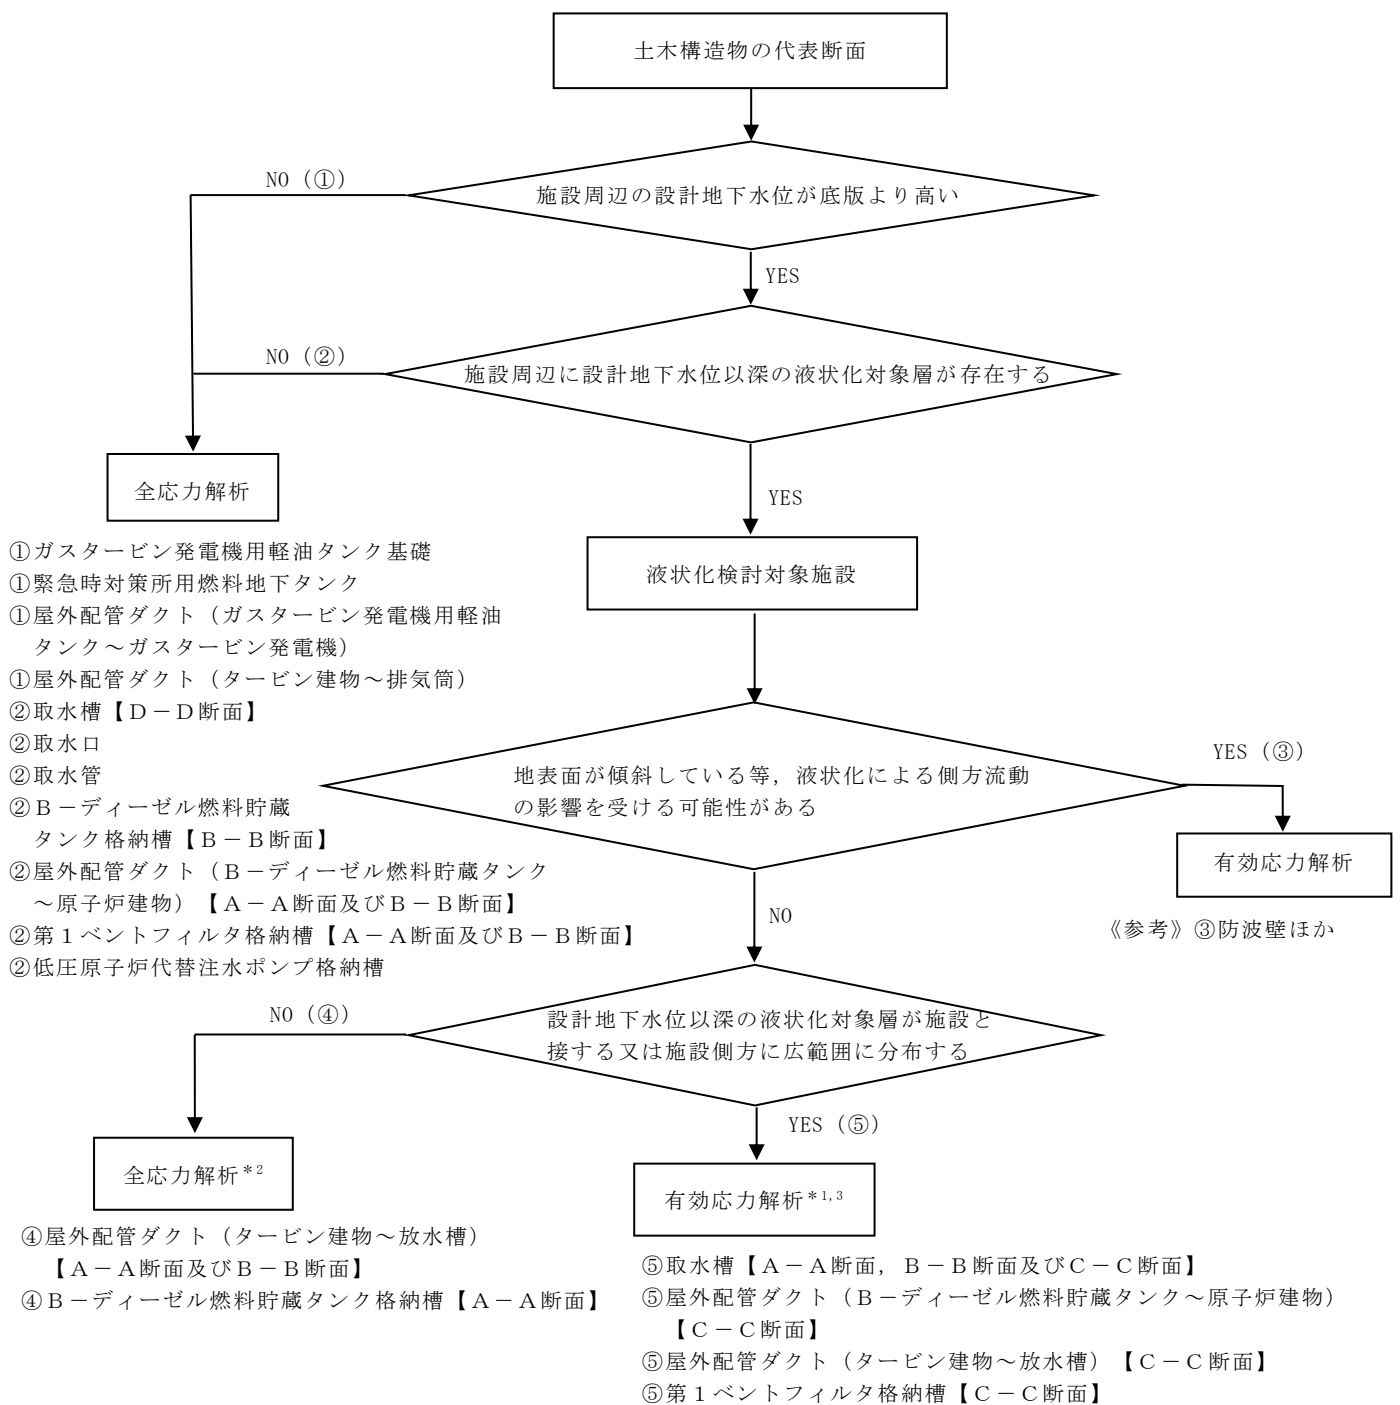 土木構造物の代表断面
NO（①）
施設周辺の設計地下水位が底版より高い
YES
NO（②）
施設周辺に設計地下水位以深の液状化対象層が存在する
全応力解析
YES
①ガスタービン発電機用軽油タンク基礎
①緊急時対策所用燃料地下タンク
①屋外配管ダクト（ガスタービン発電機用軽油
タンク～ガスタービン発電機）
①屋外配管ダクト（タービン建物～排気筒）
②取水槽【Ｄ－Ｄ断面】
②取水口
②取水管
②Ｂ－ディーゼル燃料貯蔵
タンク格納槽【Ｂ－Ｂ断面】
②屋外配管ダクト（Ｂ－ディーゼル燃料貯蔵タンク
～原子炉建物）【Ａ－Ａ断面及びＢ－Ｂ断面】
②第１ベントフィルタ格納槽【Ａ－Ａ断面及びＢ－Ｂ断面】
②低圧原子炉代替注水ポンプ格納槽
液状化検討対象施設
地表面が傾斜している等，液状化による側方流動
の影響を受ける可能性がある
YES（③）
有効応力解析
《参考》③防波壁ほか
NO
設計地下水位以深の液状化対象層が施設と
接する又は施設側方に広範囲に分布する
NO（④）
YES（⑤）
全応力解析＊２
④屋外配管ダクト（タービン建物～放水槽）
【Ａ－Ａ断面及びＢ－Ｂ断面】
④Ｂ－ディーゼル燃料貯蔵タンク格納槽【Ａ－Ａ断面】
有効応力解析＊1,3
⑤取水槽【Ａ－Ａ断面，Ｂ－Ｂ断面及びＣ－Ｃ断面】
⑤屋外配管ダクト（Ｂ－ディーゼル燃料貯蔵タンク～原子炉建物）
【Ｃ－Ｃ断面】
⑤屋外配管ダクト（タービン建物～放水槽）【Ｃ－Ｃ断面】
⑤第１ベントフィルタ格納槽【Ｃ－Ｃ断面】